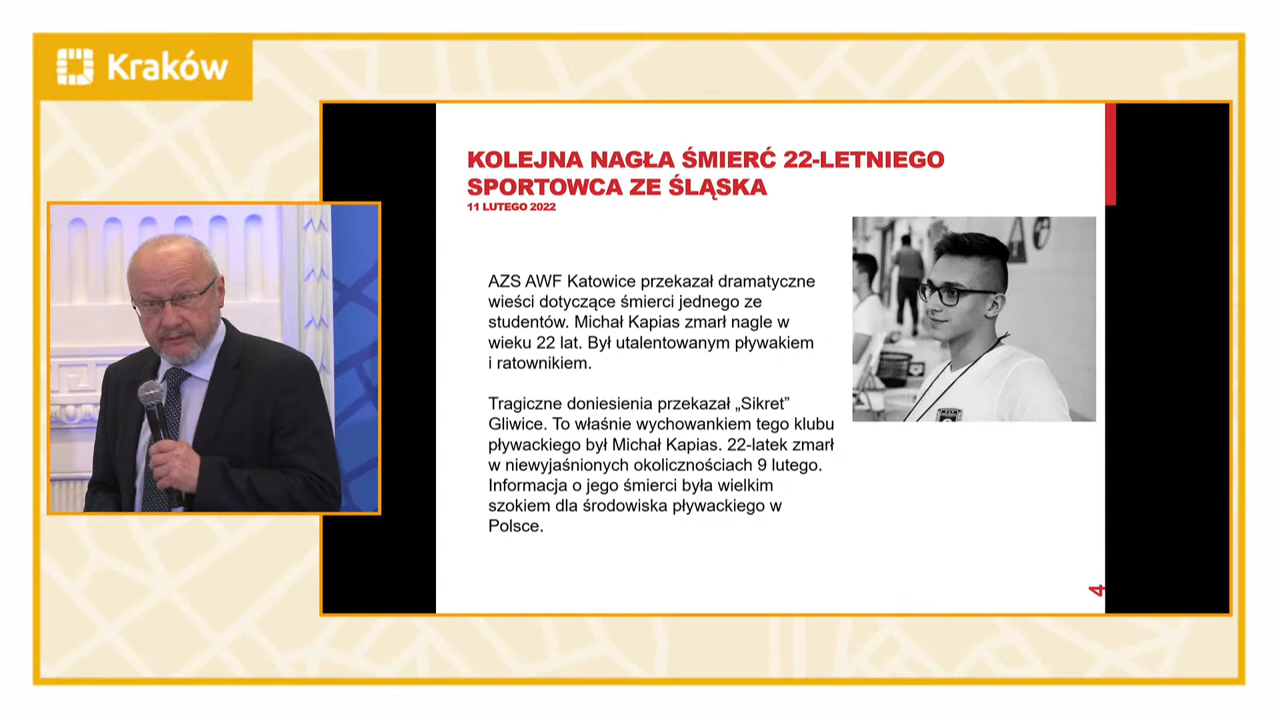 Kraków
KOLEJNA NAGŁA ŚMIERĆ 22-LETNIEGO
SPORTOWCA ZE ŚLĄSKA
11 LUTEGO 2022
AZS AWF Katowice przekazał dramatyczne
wieści dotyczące śmierci jednego ze
studentów. Michał Kapias zmarł nagle w
wieku 22 lat. Był utalentowanym pływakiem
i ratownikiem.
Tragiczne doniesienia przekazał „Sikret”
Gliwice. To właśnie wychowankiem tego klubu
pływackiego był Michał Kapias. 22-latek zmarł
w niewyjaśnionych okolicznościach 9 lutego.
Informacja o jego śmierci była wielkim
szokiem dla środowiska pływackiego w
Polsce.
4